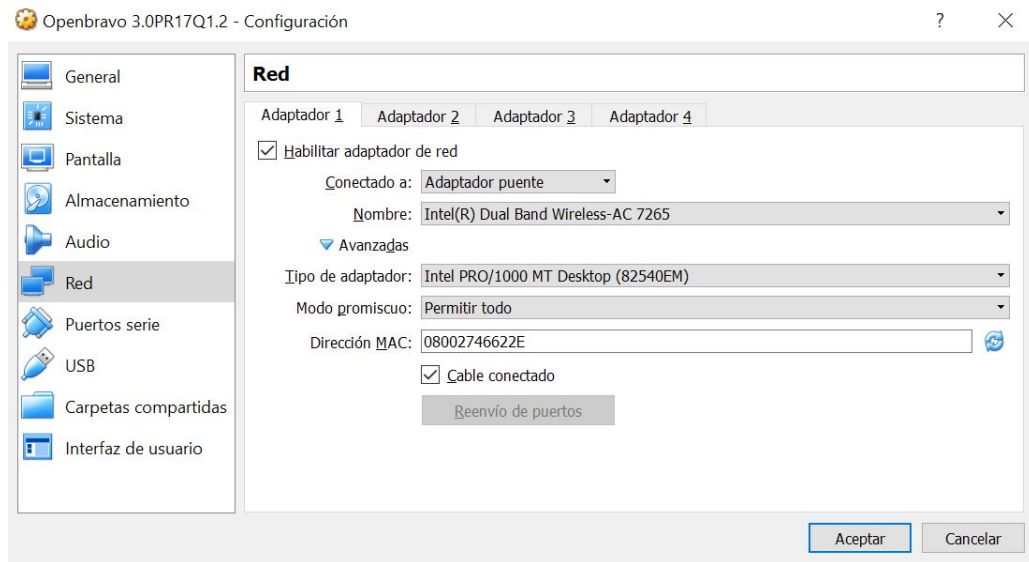 Openbravo 3.0PR17Q1.2 - Configuración
?
General
Sistema
Pantalla
Almacenamiento
Audio
Red
Puertos serie
USB
Carpetas compartidas
Interfaz de usuario
Red
Adaptador 1 Adaptador 2 Adaptador 3 Adaptador 4
Habilitar adaptador de red
Conectado a: Adaptador puente
Nombre: Intel(R) Dual Band Wireless-AC 7265
Avanzadas
Tipo de adaptador: Intel PRO/1000 MT Desktop (82540EM)
Modo promiscuo: Permitir todo
Dirección MAC: 08002746622E
Cable conectado
Reenvío de puertos
Aceptar Cancelar